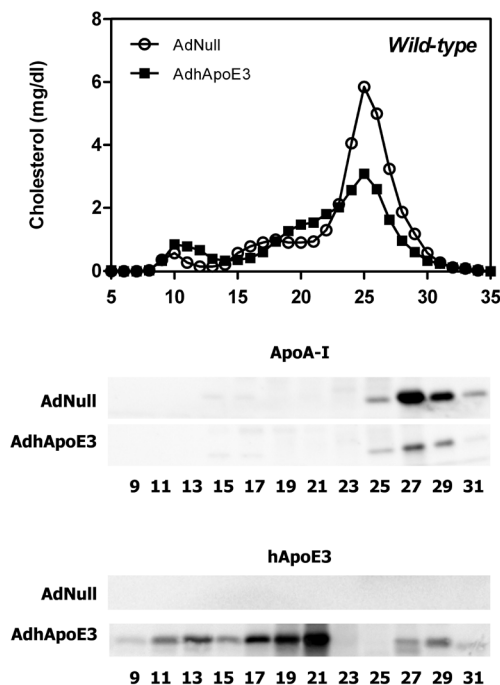 8
AdNull
Wild-type
AdhApoE3
6
Cholesterol (mg/dl)
4
2
0
5 10 15 20 25 30 35
ApoA-I
AdNull
AdhApoE3
9 11 13 15 17 19 21 23 25 27 29 31
hApoE3
AdNull
AdhApoE3
9 11 13 15 17 19 21 23 25 27 29 31